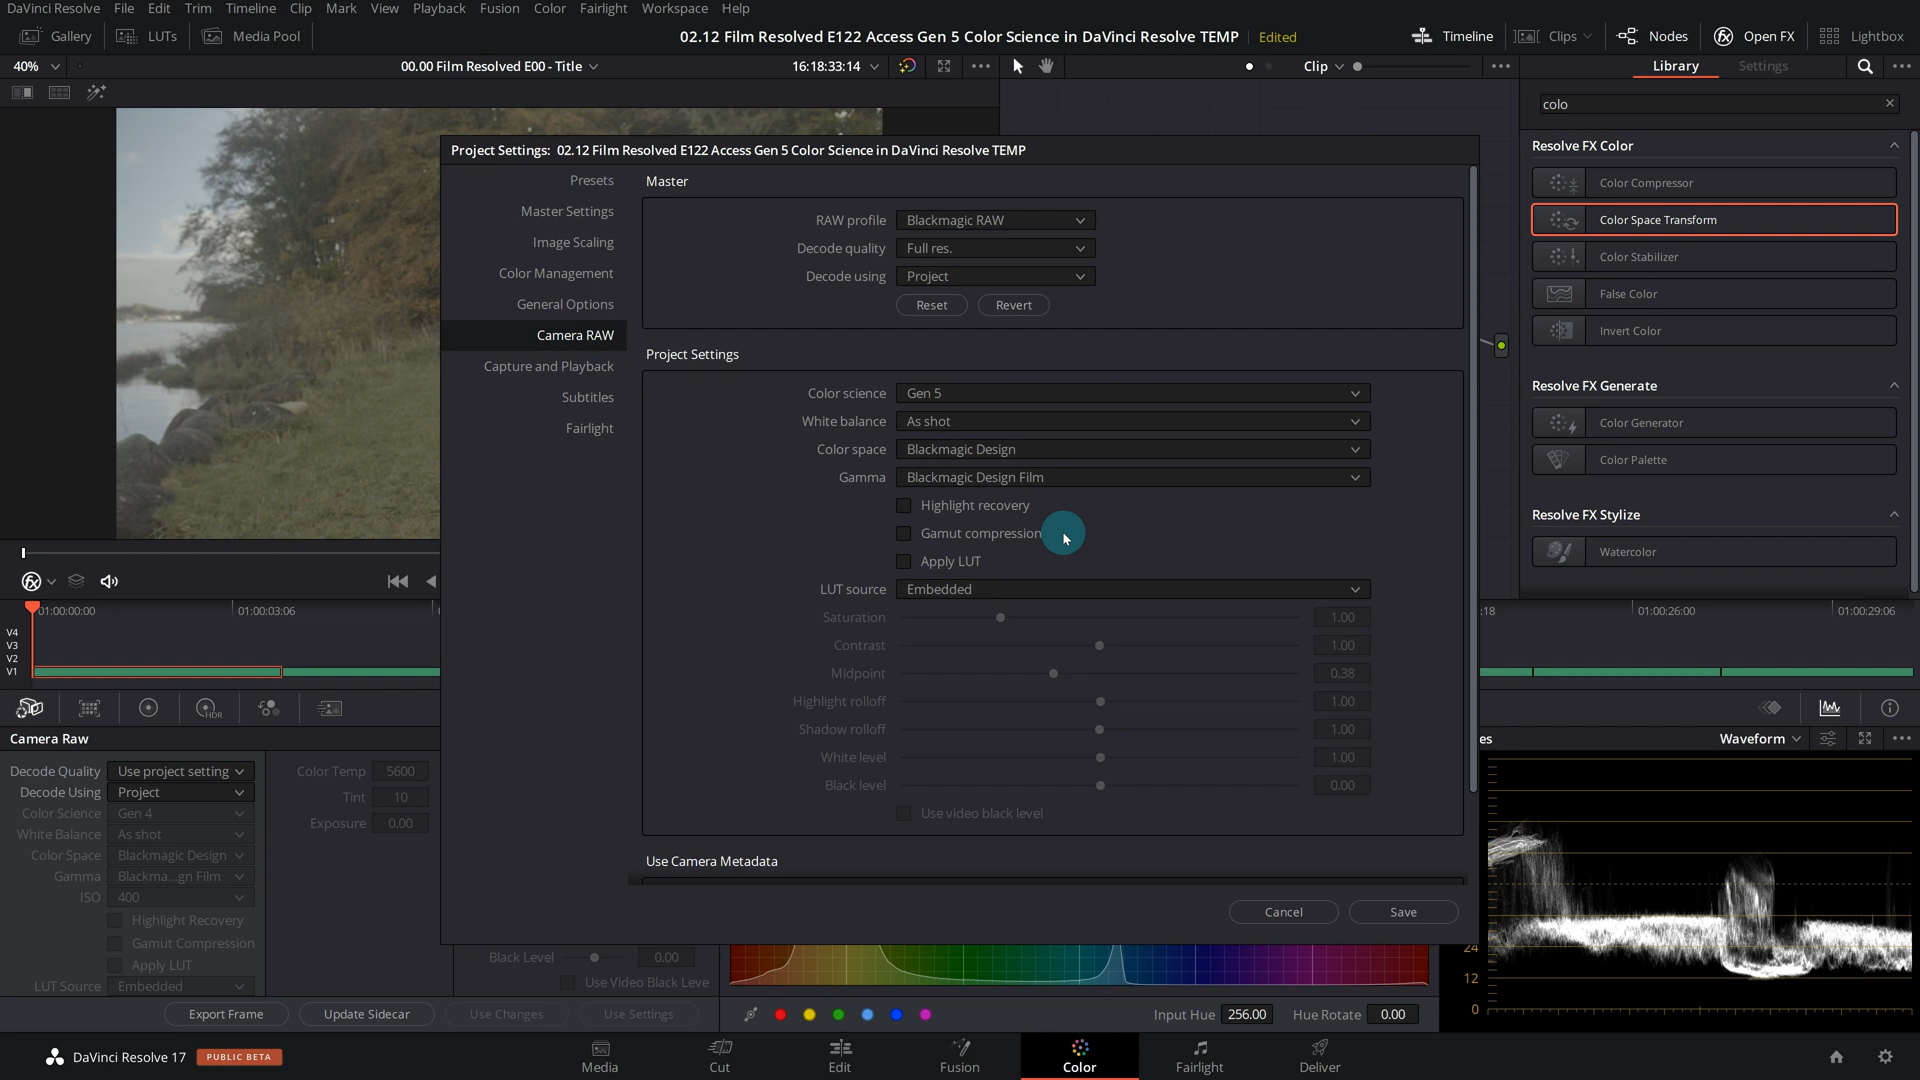 DaVinci Resolve File Edit Trim Timeline Clip Mark View Playback Fusion Color Fairlight Workspace Help
Gallery LUTs Media Pool 02.12 Film Resolved E122 Access Gen 5 Color Science in DaVinci Resolve TEMP Edited Timeline Clips Nodes Open FX Lightbox
40% 00.00 Film Resolved E00 - Title 16:18:33:14 Clip Library Settings
colo
Project Settings: 02.12 Film Resolved E122 Access Gen 5 Color Science in DaVinci Resolve TEMP
Presets
Master Settings
Image Scaling
Color Management
General Options
Camera RAW
Capture and Playback
Subtitles
Fairlight
Master
RAW profile Blackmagic RAW
Decode quality Full res.
Decode using Project
Reset Revert
Project Settings
Color science Gen 5
White balance As shot
Color space Blackmagic Design
Gamma Blackmagic Design Film
Highlight recovery
Gamut compression
Apply LUT
LUT source Embedded
Saturation 1.00
Contrast 1.00
Midpoint 0.38
Highlight rolloff 1.00
Shadow rolloff 1.00
White level 1.00
Black level 0.00
Use video black level
Use Camera Metadata
Cancel Save
Resolve FX Color
Color Compressor
Color Space Transform
Color Stabilizer
False Color
Invert Color
Resolve FX Generate
Color Generator
Color Palette
Resolve FX Stylize
Watercolor
01:00:00:00 01:00:03:06 :18 01:00:26:00 01:00:29:06
V4
V3
V2
V1
HDR
Camera Raw es Waveform
Decode Quality Use project setting Color Temp 5600
Decode Using Project Tint 10
Color Science Gen 4 Exposure 0.00
White Balance As shot
Color Space Blackmagic Design
Gamma Blackma...gn Film
ISO 400
Highlight Recovery
Gamut Compression
Apply LUT
LUT Source Embedded
Black Level 0.00
Use Video Black Leve
24
12
0
Export Frame Update Sidecar Use Changes Use Settings Input Hue 256.00 Hue Rotate 0.00
DaVinci Resolve 17 PUBLIC BETA Media Cut Edit Fusion Color Fairlight Deliver